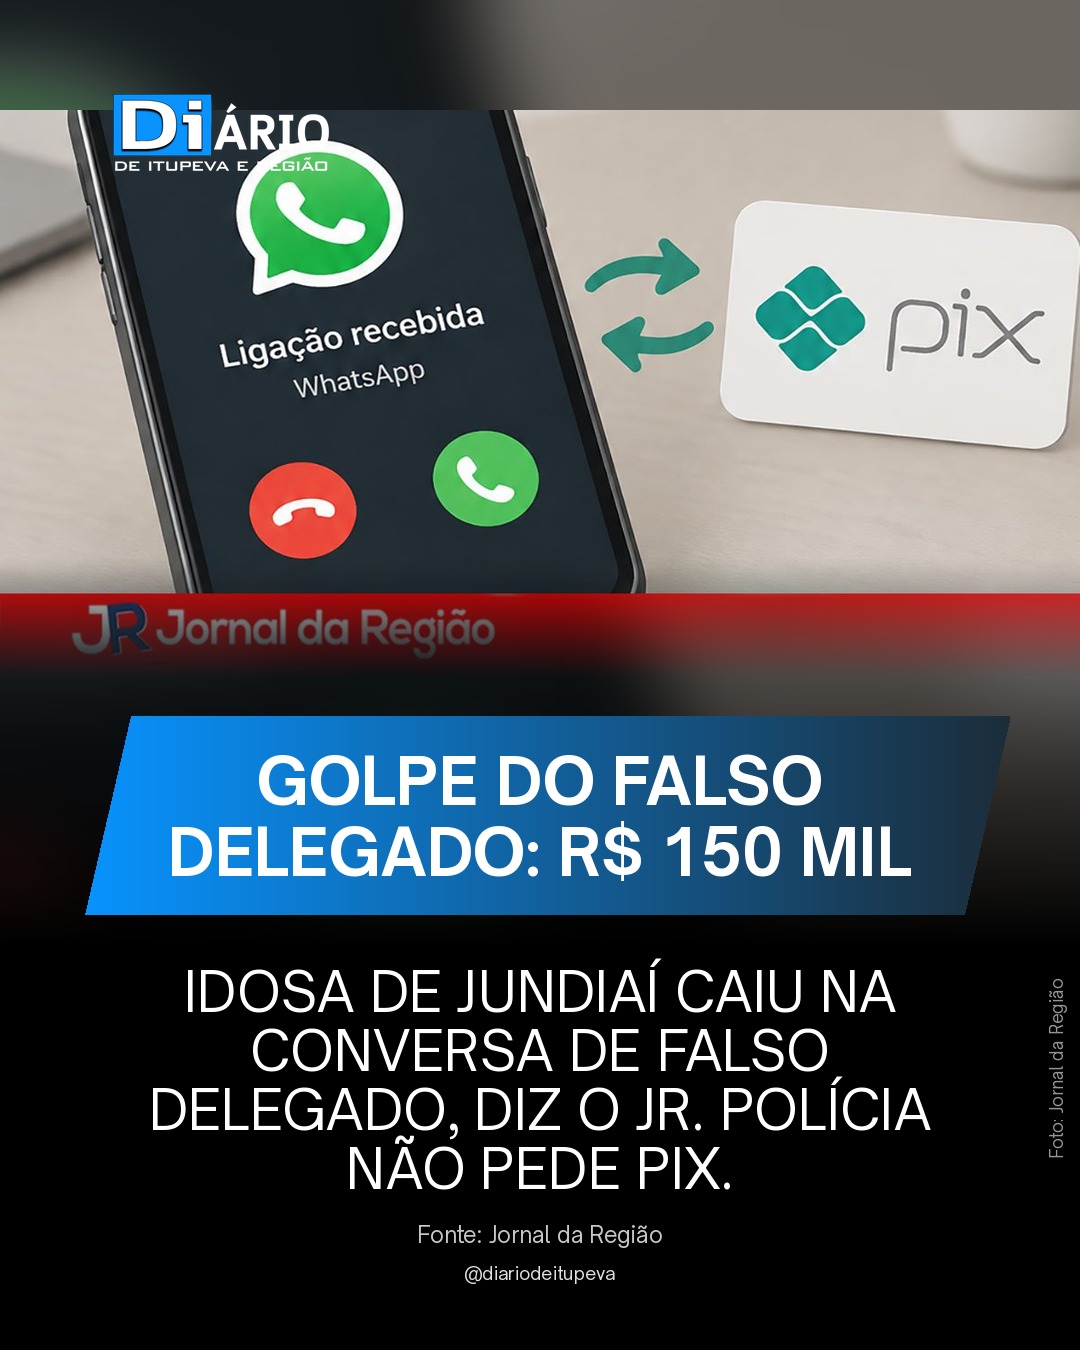 DiÁRIO
DE ITUPEVA E REGIÃO
Ligação recebida
WhatsApp
pix
JR Jornal da Região
GOLPE DO FALSO
DELEGADO: R$ 150 MIL
IDOSA DE JUNDIAÍ CAIU NA
CONVERSA DE FALSO
DELEGADO, DIZ O JR. POLÍCIA
NÃO PEDE PIX.
Foto: Jornal da Região
Fonte: Jornal da Região
@diariodeitupeva